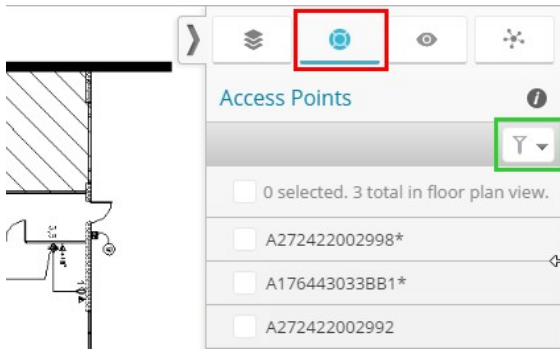 Access Points
0 selected. 3 total in floor plan view.
A272422002998*
A176443033BB1*
A272422002992